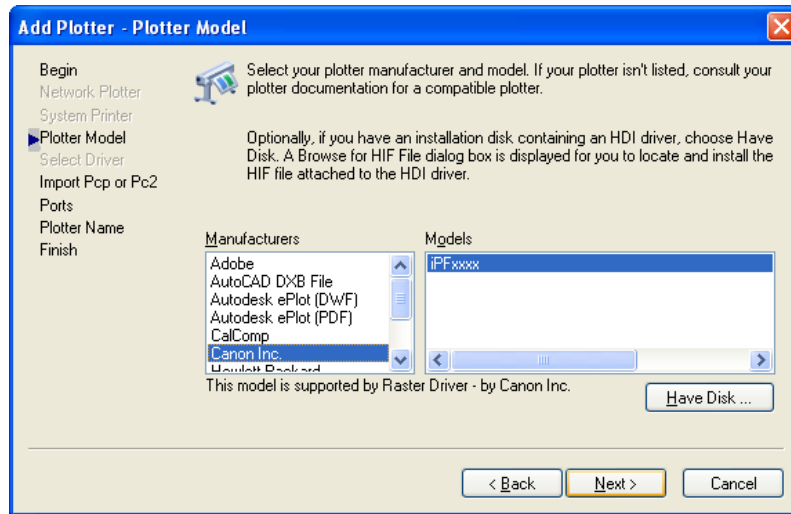 Add Plotter - Plotter Model
Begin
Network Plotter
System Printer
Plotter Model
Select Driver
Import Pcp or Pc2
Ports
Plotter Name
Finish
Select your plotter manufacturer and model. If your plotter isn't listed, consult your
plotter documentation for a compatible plotter.
Optionally, if you have an installation disk containing an HDI driver, choose Have
Disk. A Browse for HIF File dialog box is displayed for you to locate and install the
HIF file attached to the HDI driver.
Manufacturers
Adobe
AutoCAD DXB File
Autodesk ePlot (DWF)
Autodesk ePlot (PDF)
CalComp
Canon Inc.
Hewlett Packard
Models
iPFxxxx
This model is supported by Raster Driver - by Canon Inc.
Have Disk ...
< Back
Next >
Cancel